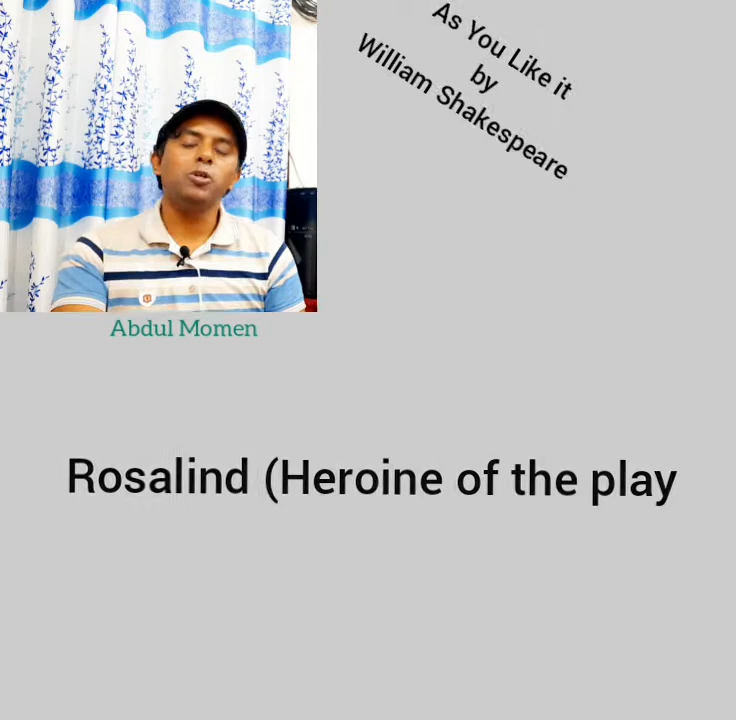 As You Like it
by
William Shakespeare
Abdul Momen
Rosalind (Heroine of the play